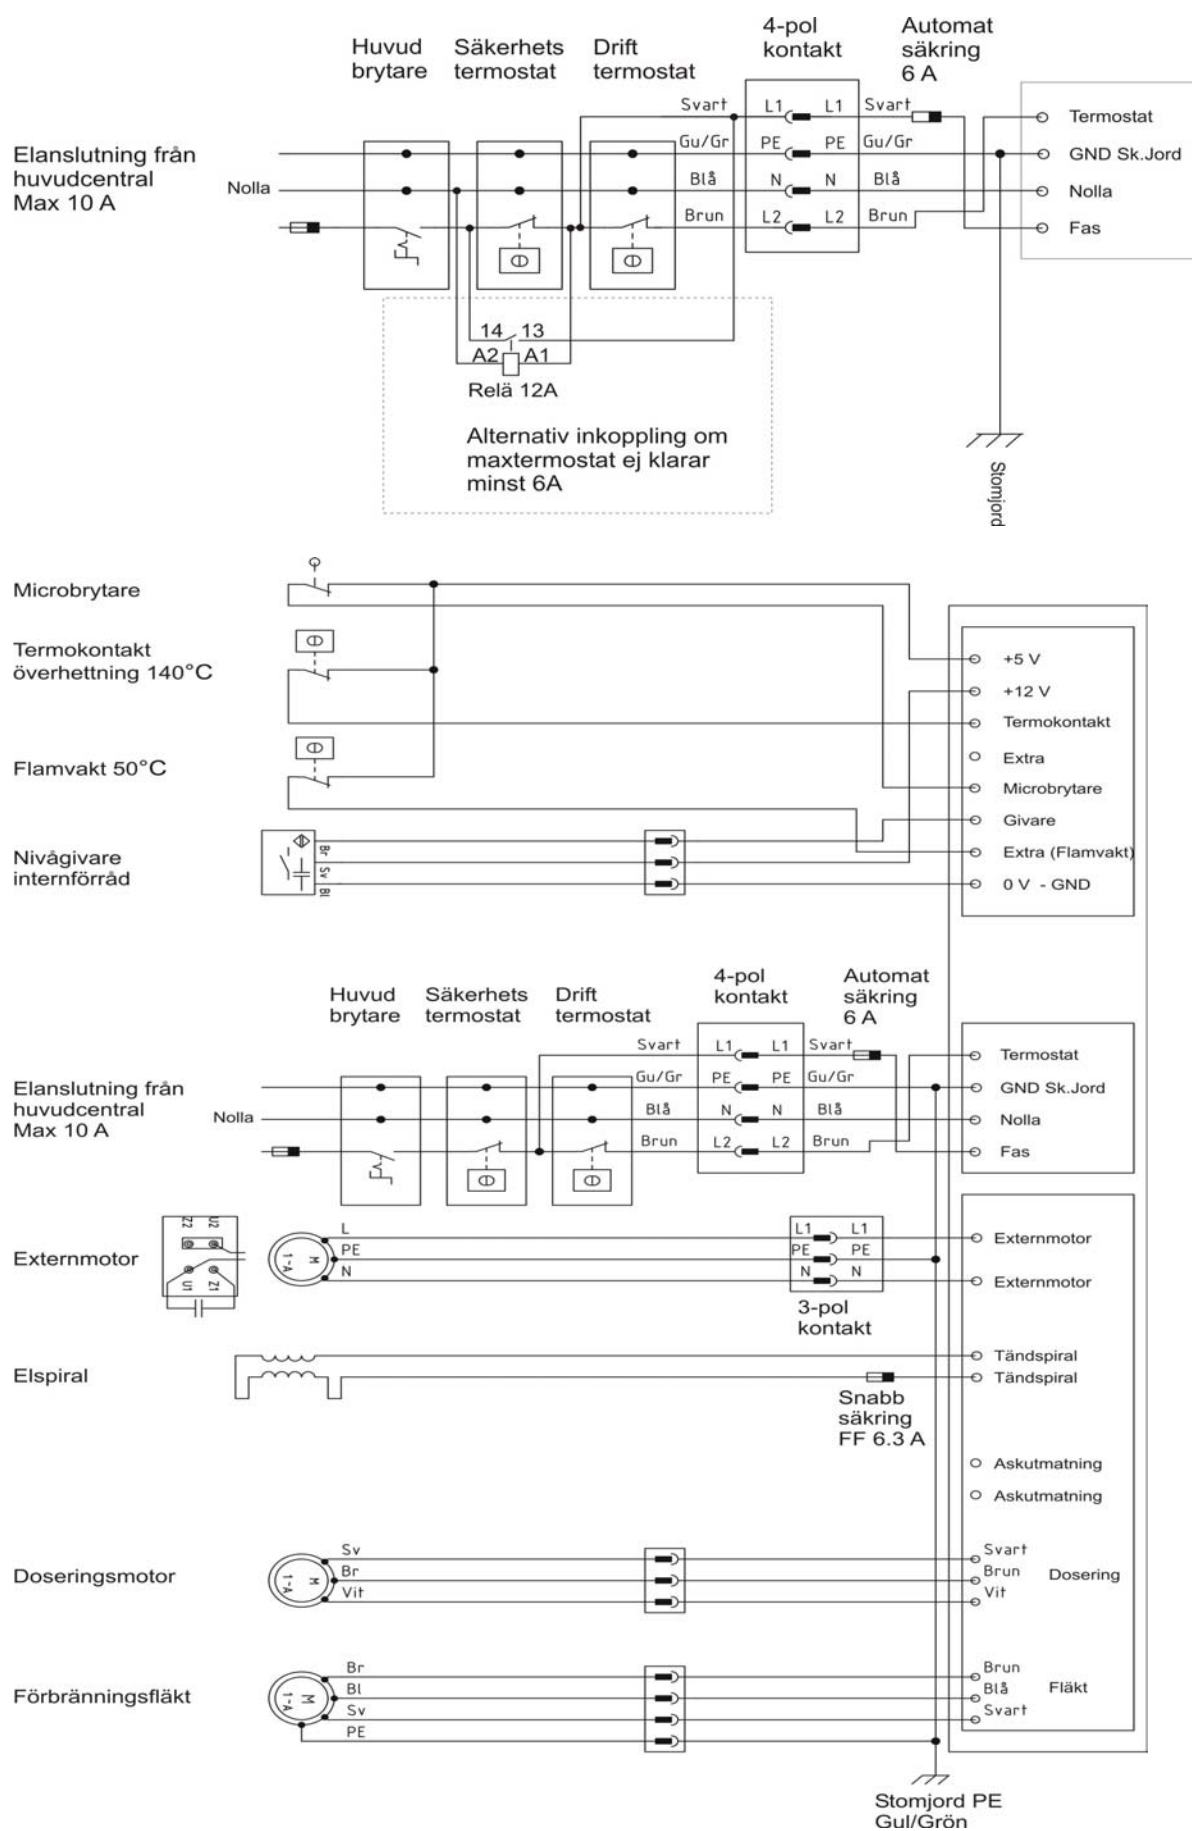 4-pol
kontakt
Automat
säkring
6 A
Huvud
brytare
Säkerhets
termostat
Drift
termostat
Svart L1 L1 Svart
Termostat
Elanslutning från
huvudcentral
Max 10 A
Gu/Gr PE PE Gu/Gr
GND Sk.Jord
Nolla
Blå N N Blå
Nolla
Brun L2 L2 Brun
Fas
14 13
A2 A1
Relä 12A
Alternativ inkoppling om
maxtermostat ej klarar
minst 6A
Stomjord
Microbrytare
Termokontakt
överhettning 140°C
Flamvakt 50°C
Nivågivare
internförråd
Br
Sv
Bl
+5 V
+12 V
Termokontakt
Extra
Microbrytare
Givare
Extra (Flamvakt)
0 V - GND
4-pol
kontakt
Automat
säkring
6 A
Huvud
brytare
Säkerhets
termostat
Drift
termostat
Svart L1 L1 Svart
Termostat
Elanslutning från
huvudcentral
Max 10 A
Gu/Gr PE PE Gu/Gr
GND Sk.Jord
Nolla
Blå N N Blå
Nolla
Brun L2 L2 Brun
Fas
Externmotor
Z2 U2
U1 Z1
M
1~A
L
PE
N
L1 L1
PE PE
N N
3-pol
kontakt
Externmotor
Externmotor
Elspiral
Tändspiral
Tändspiral
Snabb
säkring
FF 6.3 A
Askutmatning
Askutmatning
Doseringsmotor
M
1~A
Sv
Br
Vit
Svart
Brun
Vit
Dosering
Förbränningsfläkt
M
1~A
Br
Bl
Sv
PE
Brun
Blå
Svart
Fläkt
Stomjord PE
Gul/Grön